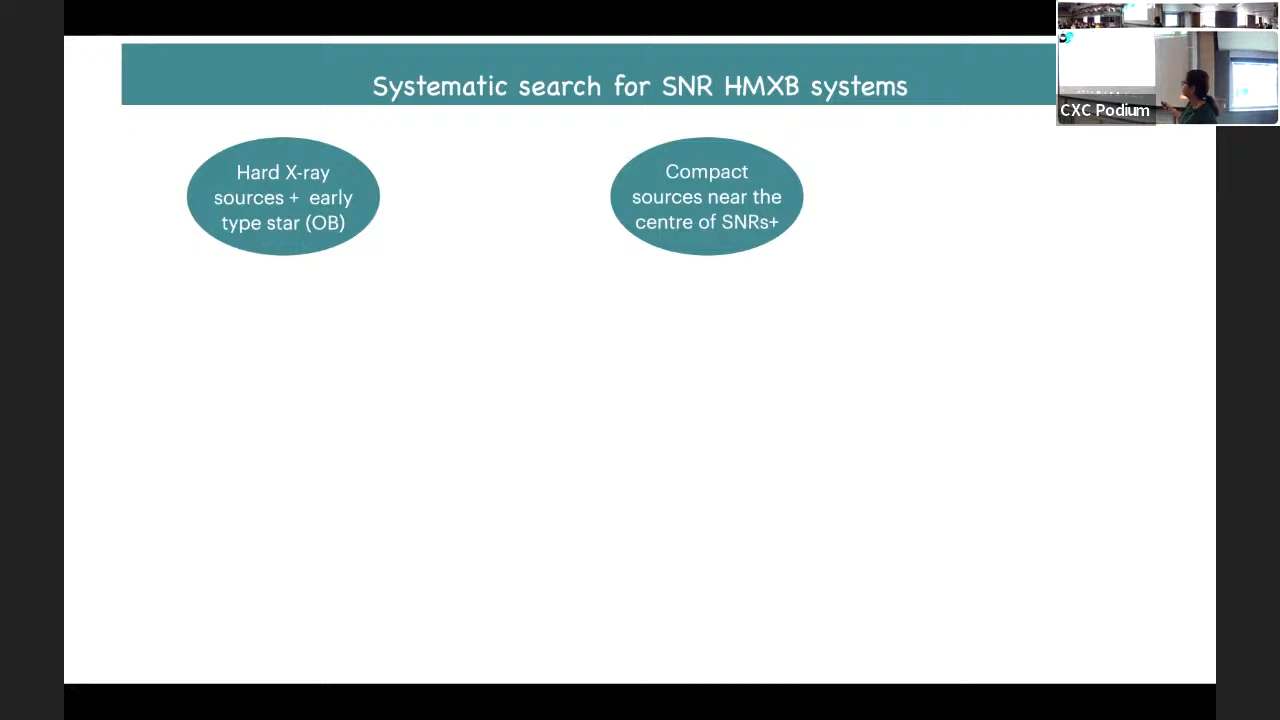 Systematic search for SNR HMXB systems
CXC Podium
Hard X-ray
sources + early
type star (OB)
Compact
sources near the
centre of SNRs+